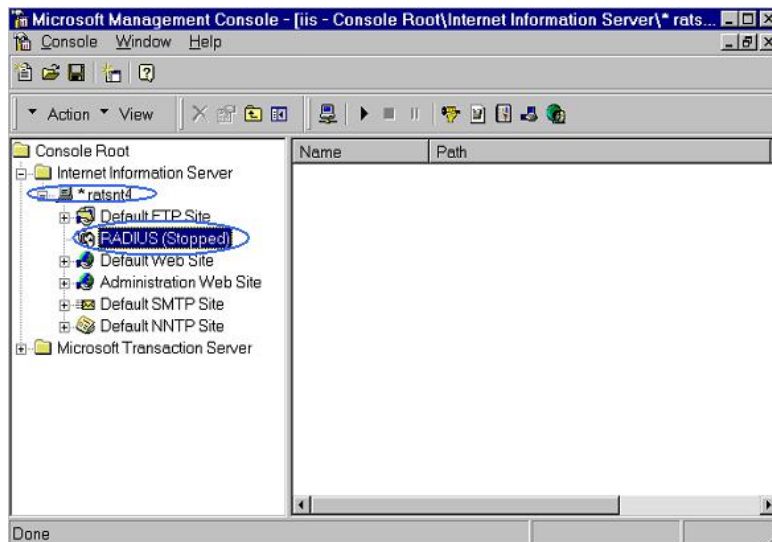 Microsoft Management Console - [iis - Console Root\Internet Information Server\* rats...
Console Window Help
Action View
Console Root
Internet Information Server
* ratsnt4
Default FTP Site
RADIUS (Stopped)
Default Web Site
Administration Web Site
Default SMTP Site
Default NNTP Site
Microsoft Transaction Server
Name Path
Done